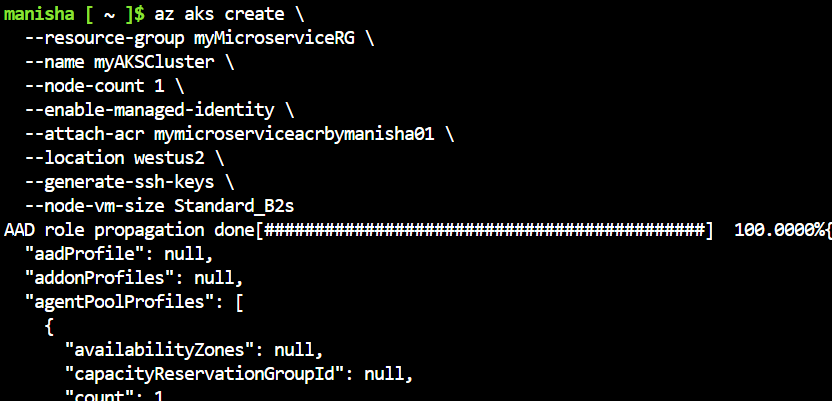 manisha [ ~ ]$ az aks create \
  --resource-group myMicroserviceRG \
  --name myAKSCluster \
  --node-count 1 \
  --enable-managed-identity \
  --attach-acr mymicroserviceacrbymanisha01 \
  --location westus2 \
  --generate-ssh-keys \
  --node-vm-size Standard_B2s
AAD role propagation done[############################################]  100.0000%{
  "aadProfile": null,
  "addonProfiles": null,
  "agentPoolProfiles": [
    {
      "availabilityZones": null,
      "capacityReservationGroupId": null,
      "count": 1